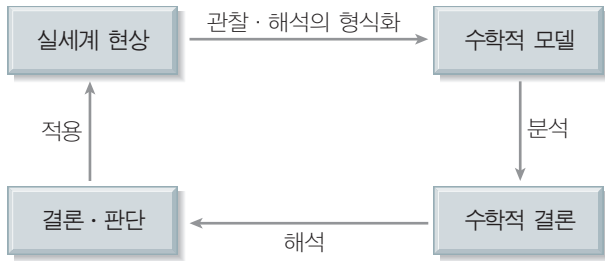 실세계 현상
관찰 · 해석의 형식화
수학적 모델
적용
분석
결론 · 판단
해석
수학적 결론